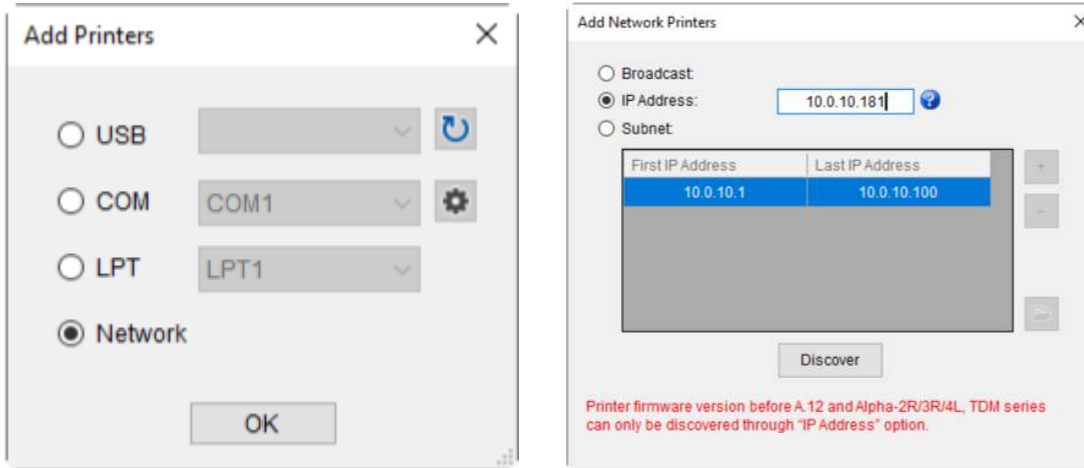 Add Printers
USB
COM COM1
LPT LPT1
Network
OK
Add Network Printers
Broadcast:
IP Address: 10.0.10.181
Subnet:
First IP Address Last IP Address
10.0.10.1 10.0.10.100
+
-
Discover
Printer firmware version before A.12 and Alpha-2R/3R/4L, TDM series
can only be discovered through “IP Address” option.